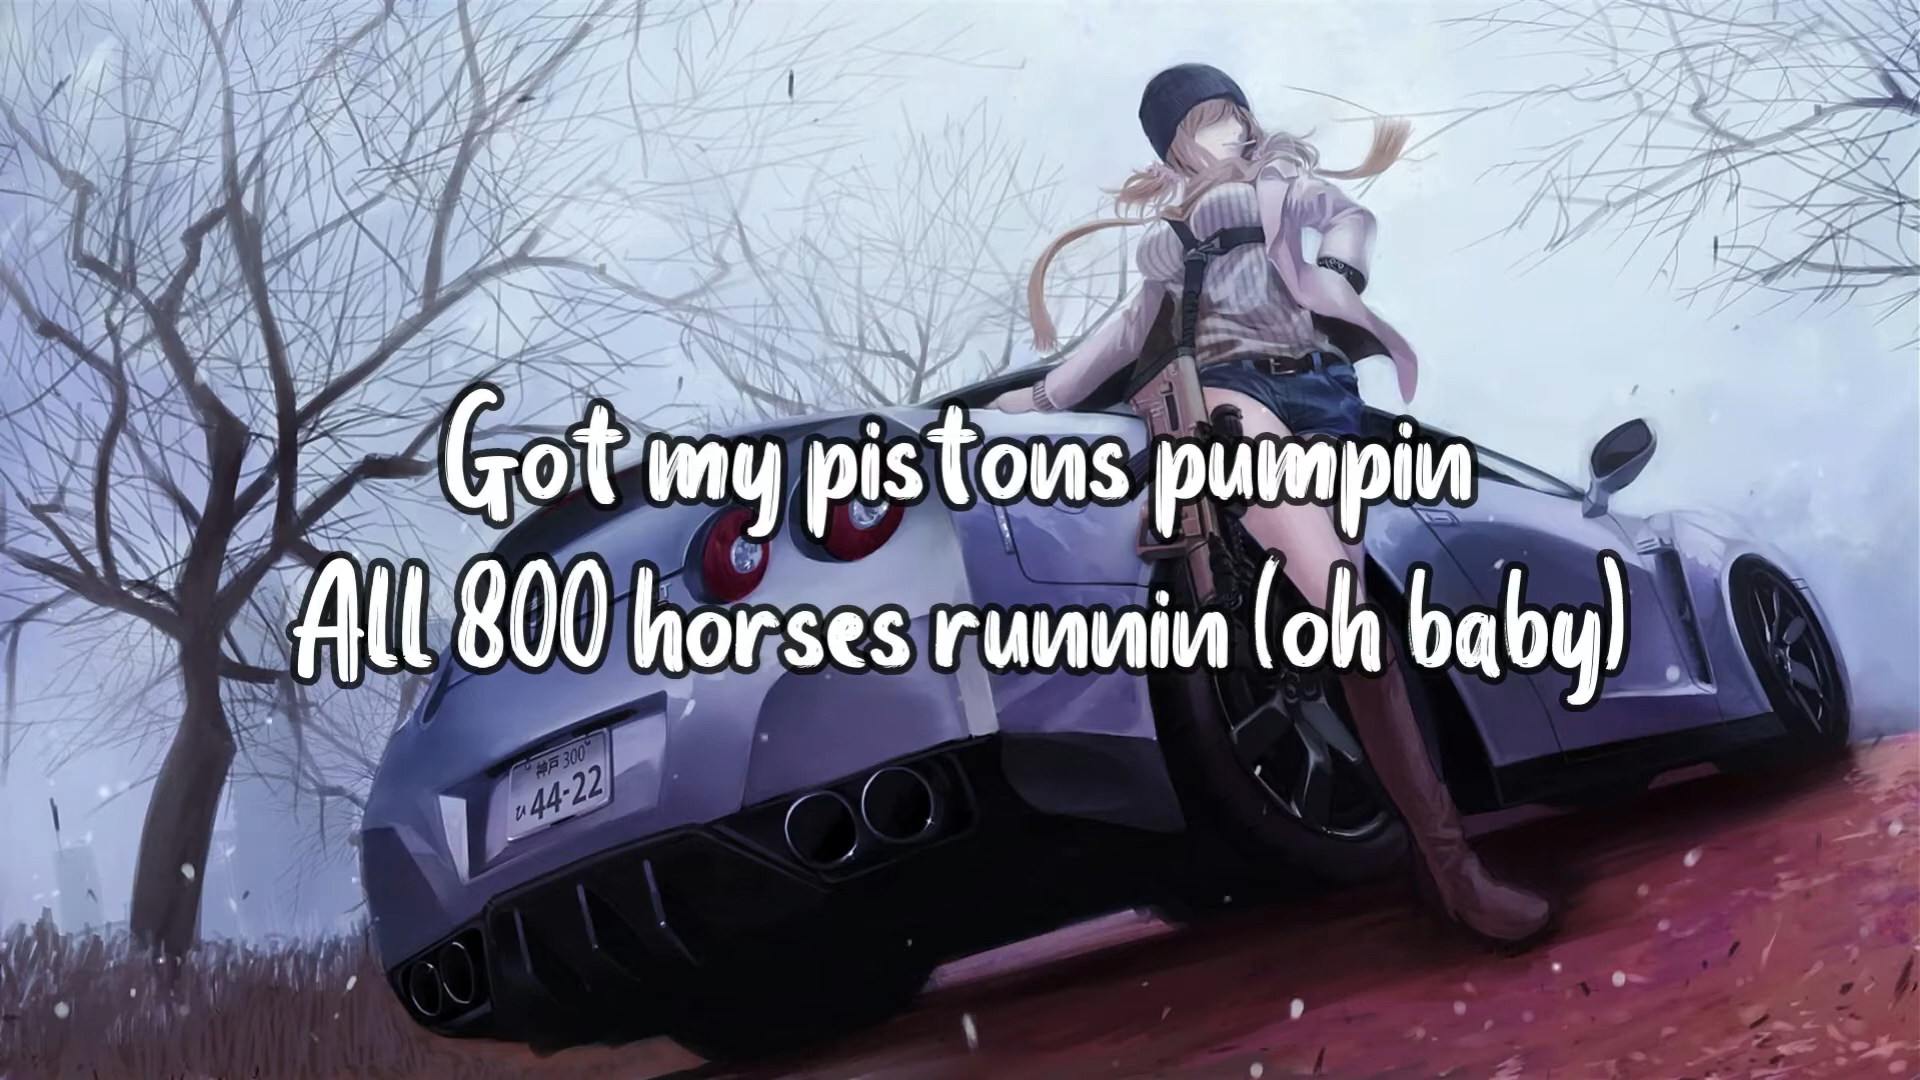 Got my pistons pumpin
All 800 horses runnin (oh baby)
神戸 300
ひ 44-22